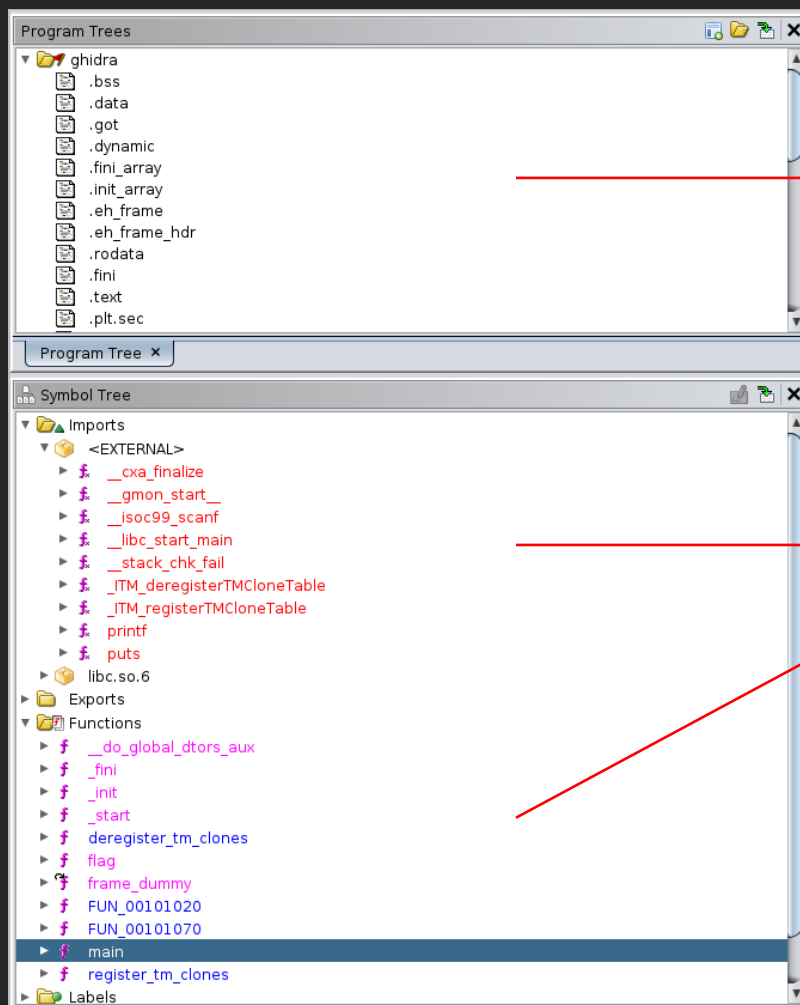 Program Trees
ghidra
.bss
.data
.got
.dynamic
.fini_array
.init_array
.eh_frame
.eh_frame_hdr
.rodata
.fini
.text
.plt.sec
Program Tree
Symbol Tree
Imports
<EXTERNAL>
__cxa_finalize
__gmon_start__
__isoc99_scanf
__libc_start_main
__stack_chk_fail
_ITM_deregisterTMCloneTable
_ITM_registerTMCloneTable
printf
puts
libc.so.6
Exports
Functions
__do_global_dtors_aux
_fini
_init
_start
deregister_tm_clones
flag
frame_dummy
FUN_00101020
FUN_00101070
main
register_tm_clones
Labels